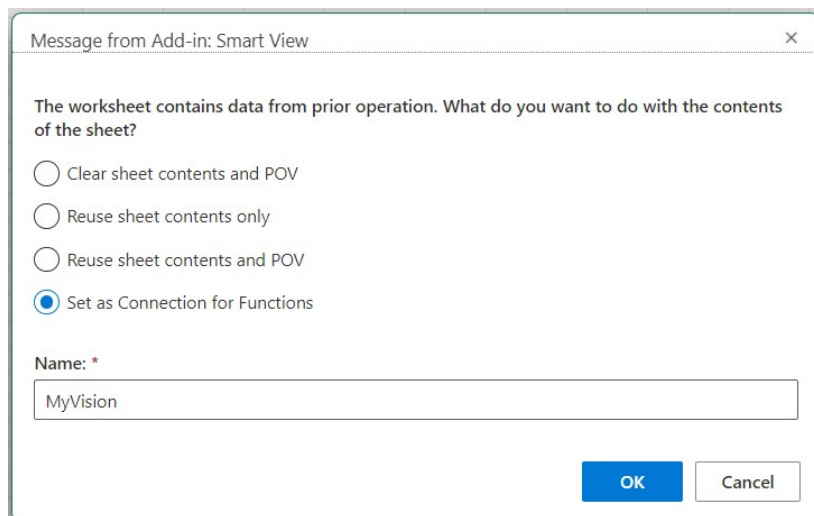 Message from Add-in: Smart View
The worksheet contains data from prior operation. What do you want to do with the contents
of the sheet?
Clear sheet contents and POV
Reuse sheet contents only
Reuse sheet contents and POV
Set as Connection for Functions
Name: *
MyVision
OK Cancel